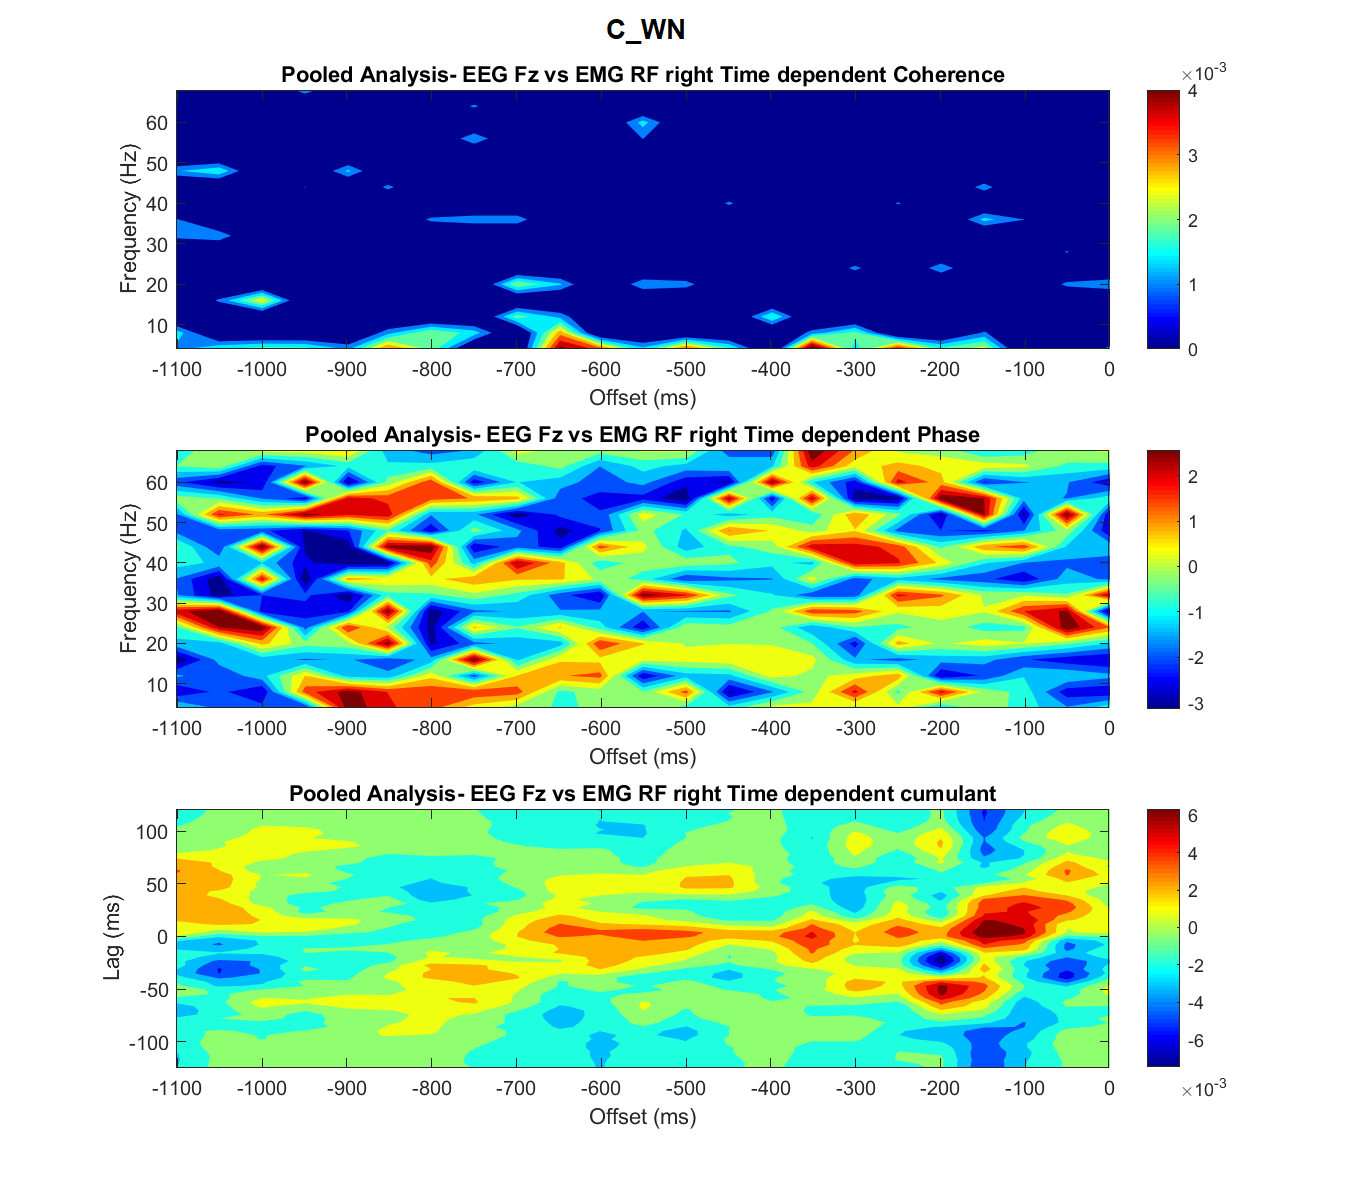 C_WN
Pooled Analysis- EEG Fz vs EMG RF right Time dependent Coherence
×10-3
Frequency (Hz)
60
50
40
30
20
10
-1100 -1000 -900 -800 -700 -600 -500 -400 -300 -200 -100 0
Offset (ms)
4
3
2
1
0
Pooled Analysis- EEG Fz vs EMG RF right Time dependent Phase
Frequency (Hz)
60
50
40
30
20
10
-1100 -1000 -900 -800 -700 -600 -500 -400 -300 -200 -100 0
Offset (ms)
2
1
0
-1
-2
-3
Pooled Analysis- EEG Fz vs EMG RF right Time dependent cumulant
Lag (ms)
100
50
0
-50
-100
-1100 -1000 -900 -800 -700 -600 -500 -400 -300 -200 -100 0
Offset (ms)
6
4
2
0
-2
-4
-6
×10-3